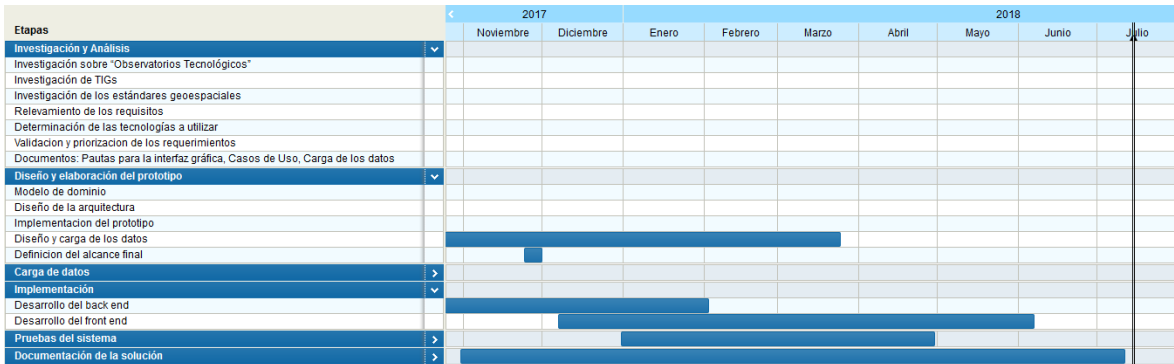 2017 2018
Etapas Noviembre Diciembre Enero Febrero Marzo Abril Mayo Junio Julio
Investigación y Análisis
Investigación sobre "Observatorios Tecnológicos"
Investigación de TIGs
Investigación de los estándares geoespaciales
Relevamiento de los requisitos
Determinación de las tecnologías a utilizar
Validacion y priorizacion de los requerimientos
Documentos: Pautas para la interfaz gráfica, Casos de Uso, Carga de los datos
Diseño y elaboración del prototipo
Modelo de dominio
Diseño de la arquitectura
Implementacion del prototipo
Diseño y carga de los datos
Definicion del alcance final
Carga de datos
Implementación
Desarrollo del back end
Desarrollo del front end
Pruebas del sistema
Documentación de la solución